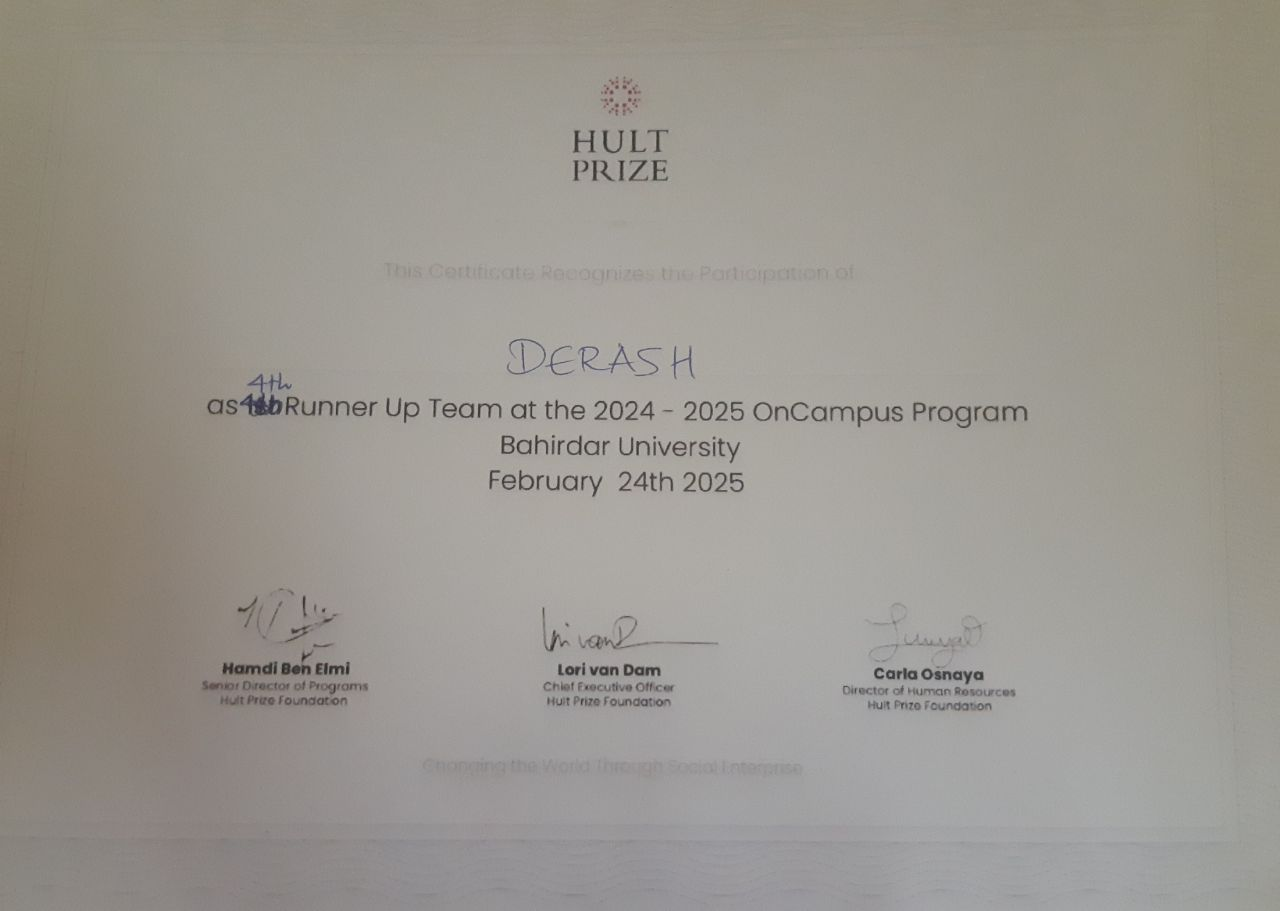 HULT
PRIZE
This Certificate Recognizes the Participation of
DERASH
4th
as Runner Up Team at the 2024 - 2025 OnCampus Program
Bahirdar University
February 24th 2025
Hamdi Ben Elmi
Senior Director of Programs
Hult Prize Foundation
Lori van Dam
Chief Executive Officer
Hult Prize Foundation
Carla Osnaya
Director of Human Resources
Hult Prize Foundation
Changing the World Through Social Enterprise